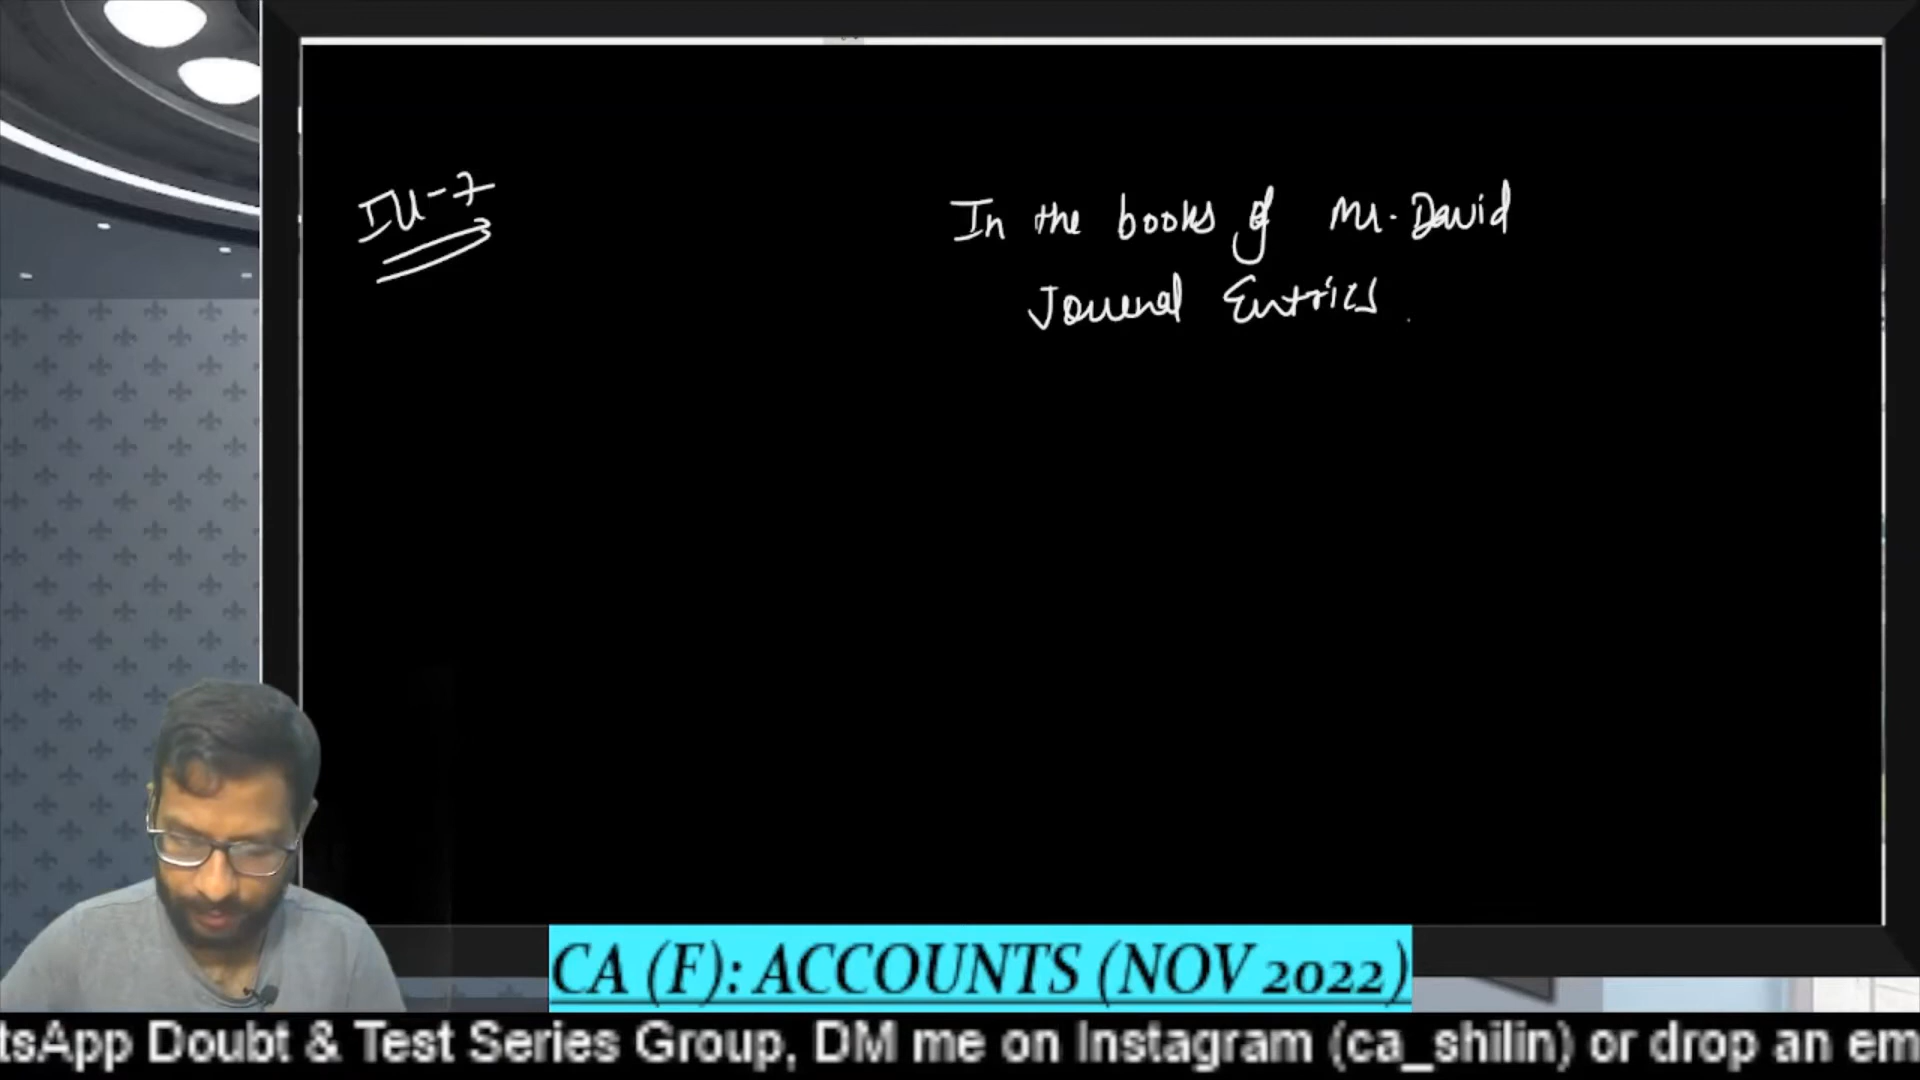 Ill-7
In the books of Mr. David
Journal Entries
CA (F): ACCOUNTS (NOV 2022)
tsApp Doubt & Test Series Group, DM me on Instagram (ca_shilin) or drop an em